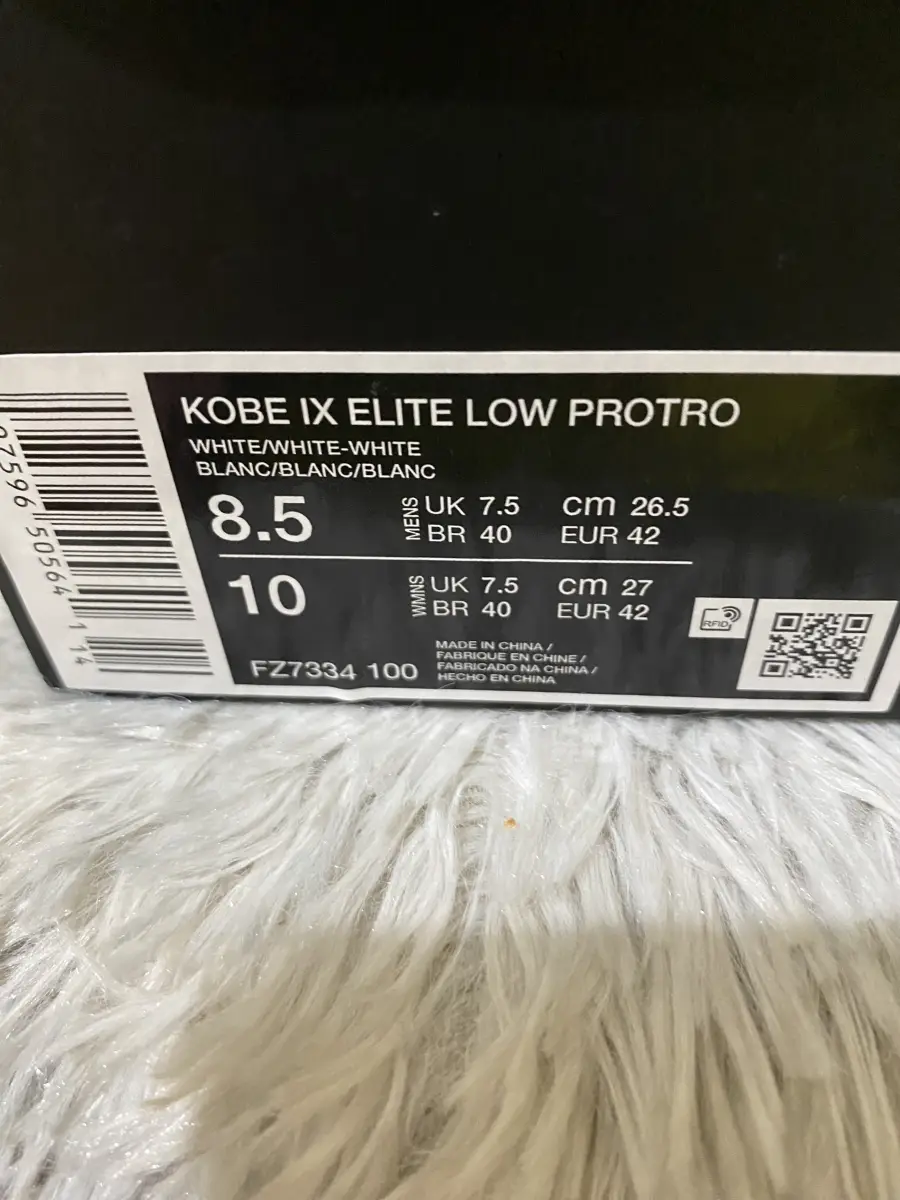 KOBE IX ELITE LOW PROTRO
WHITE/WHITE-WHITE
BLANC/BLANC/BLANC
8.5 MENS UK 7.5 cm 26.5
BR 40 EUR 42
10 WMNS UK 7.5 cm 27
BR 40 EUR 42
RFID
FZ7334 100
MADE IN CHINA /
FABRIQUE EN CHINE /
FABRICADO NA CHINA /
HECHO EN CHINA
97596 50564 1 14